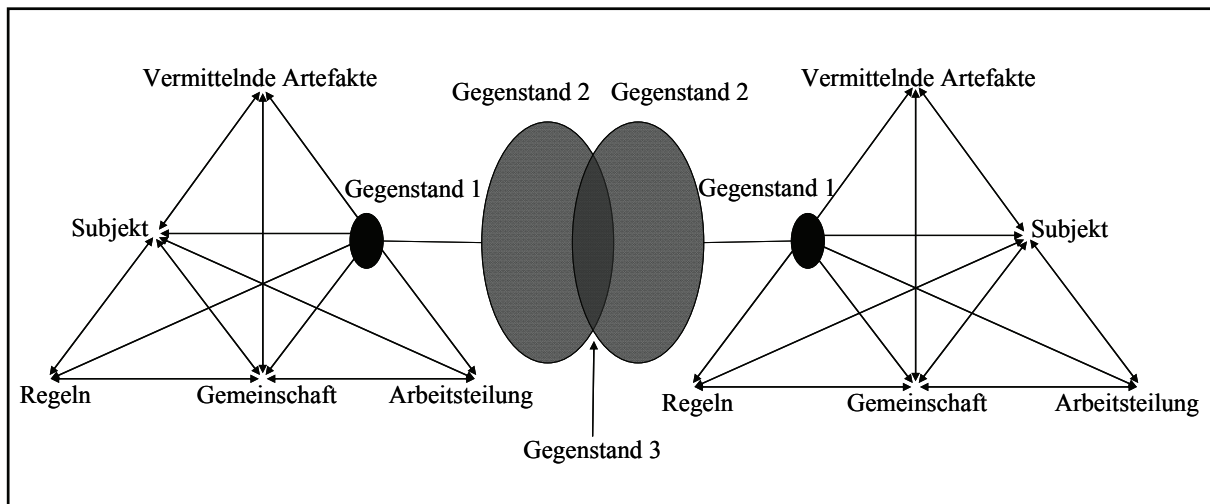 Vermittelnde Artefakte
Vermittelnde Artefakte
Gegenstand 2
Gegenstand 2
Gegenstand 1
Gegenstand 1
Subjekt
Subjekt
Regeln
Gemeinschaft
Arbeitsteilung
Regeln
Gemeinschaft
Arbeitsteilung
Gegenstand 3